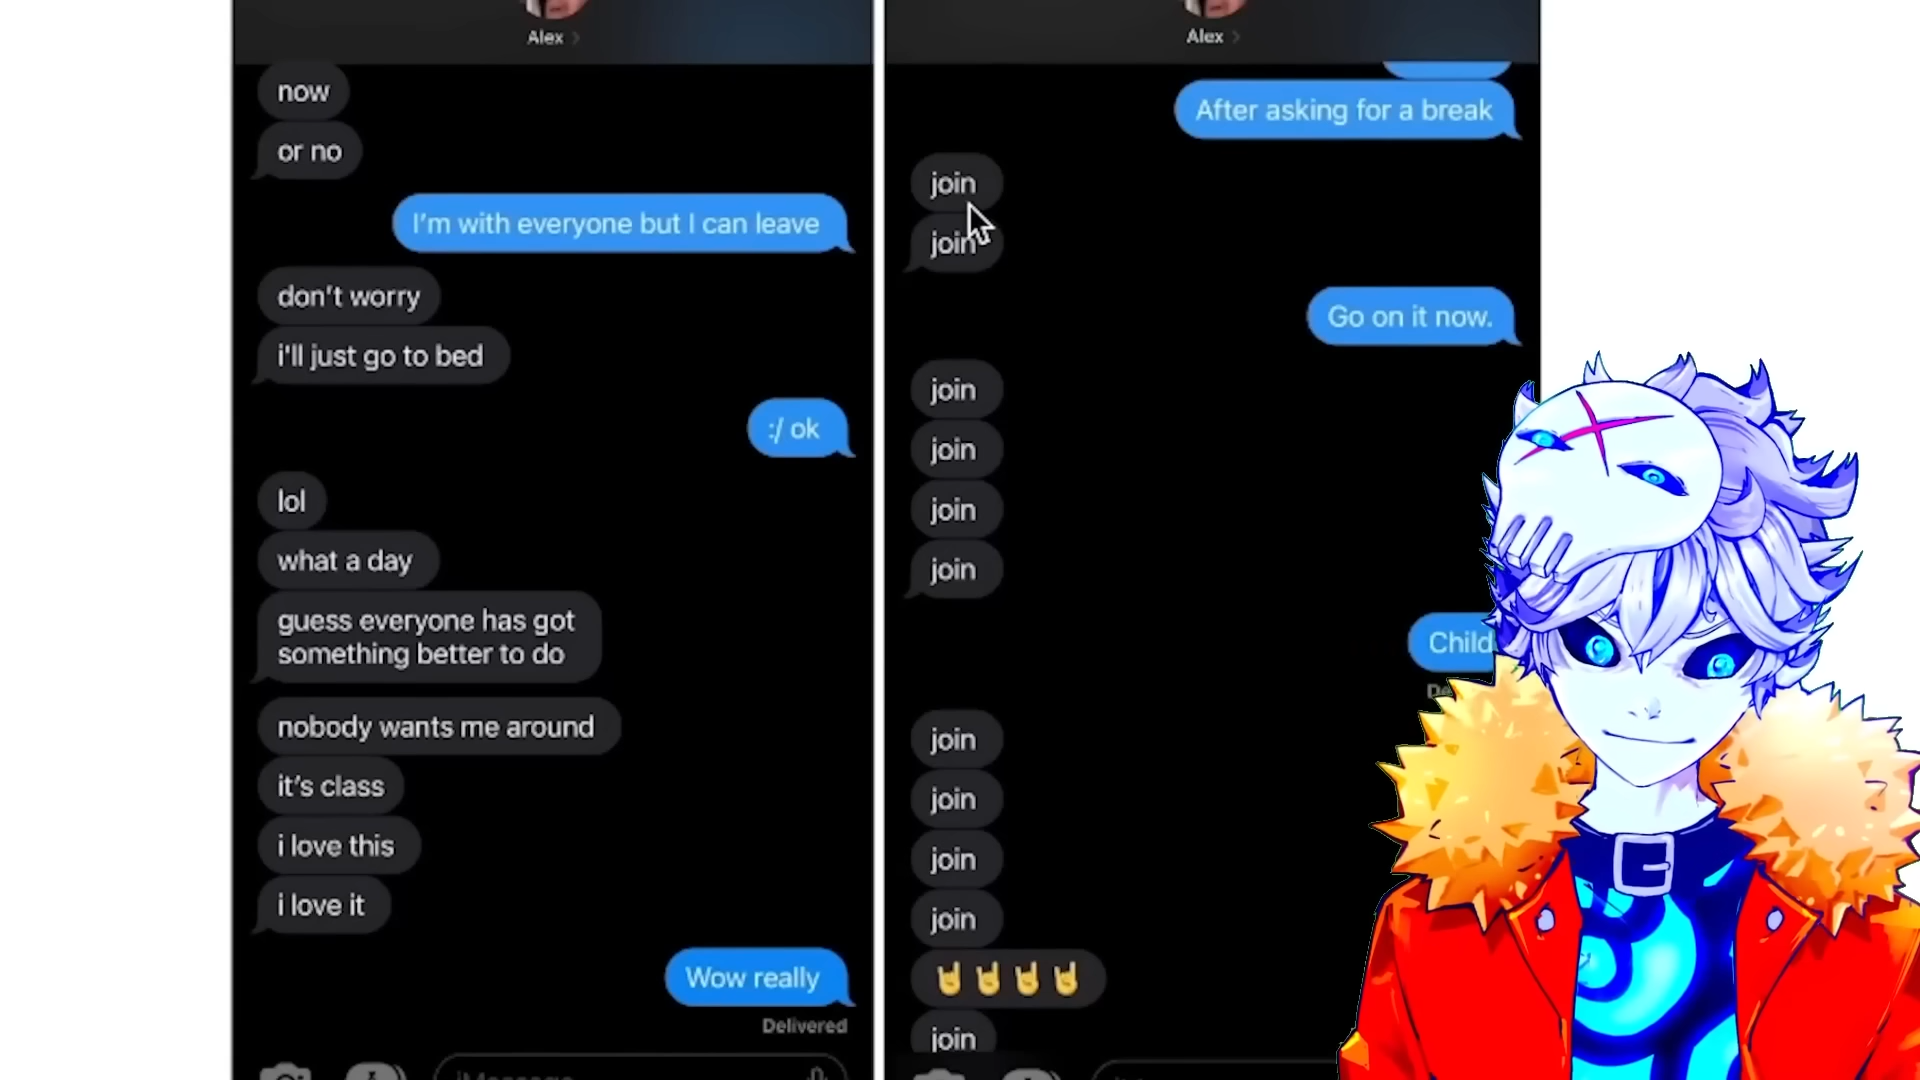 Alex
now
or no
I'm with everyone but I can leave
don't worry
i'll just go to bed
:/ ok
lol
what a day
guess everyone has got
something better to do
nobody wants me around
it's class
i love this
i love it
Wow really
Delivered
iMessage
Alex
After asking for a break
join
join
Go on it now.
join
join
join
join
Child
join
join
join
join
🤘🤘🤘🤘
join